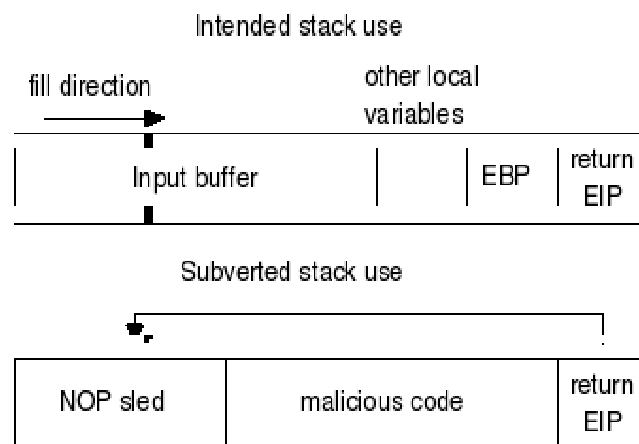 Intended stack use
fill direction
other local
variables
Input buffer
EBP
return
EIP
Subverted stack use
NOP sled
malicious code
return
EIP